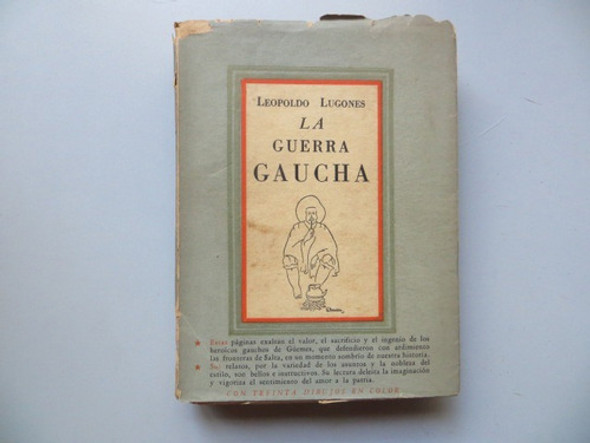 LEOPOLDO LUGONES
LA
GUERRA
GAUCHA
★ Estas páginas exaltan el valor, el sacrificio y el ingenio de los
heroicos gauchos de Güemes, que defendieron con ardimiento
las fronteras de Salta, en un momento sombrío de nuestra historia.
★ Sus relatos, por la variedad de los asuntos y la nobleza del
estilo, son bellos e instructivos. Su lectura deleita la imaginación
y vigoriza el sentimiento del amor a la patria.
CON TREINTA DIBUJOS EN COLOR